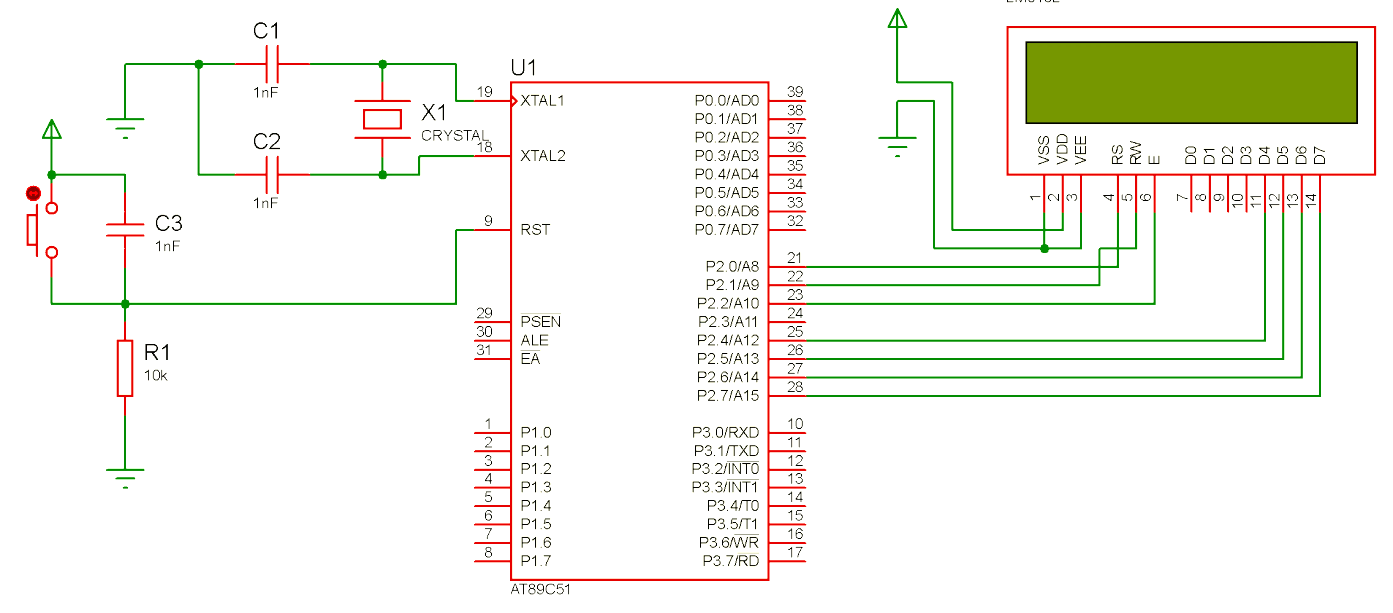 C1
1nF
C2
1nF
X1
CRYSTAL
C3
1nF
R1
10k
U1
19 XTAL1
18 XTAL2
9 RST
29 PSEN
30 ALE
31 EA
1 P1.0
2 P1.1
3 P1.2
4 P1.3
5 P1.4
6 P1.5
7 P1.6
8 P1.7
P0.0/AD0 39
P0.1/AD1 38
P0.2/AD2 37
P0.3/AD3 36
P0.4/AD4 35
P0.5/AD5 34
P0.6/AD6 33
P0.7/AD7 32
P2.0/A8 21
P2.1/A9 22
P2.2/A10 23
P2.3/A11 24
P2.4/A12 25
P2.5/A13 26
P2.6/A14 27
P2.7/A15 28
P3.0/RXD 10
P3.1/TXD 11
P3.2/INT0 12
P3.3/INT1 13
P3.4/T0 14
P3.5/T1 15
P3.6/WR 16
P3.7/RD 17
AT89C51
VSS VDD VEE RS RW E D0 D1 D2 D3 D4 D5 D6 D7
1 2 3 4 5 6 7 8 9 10 11 12 13 14